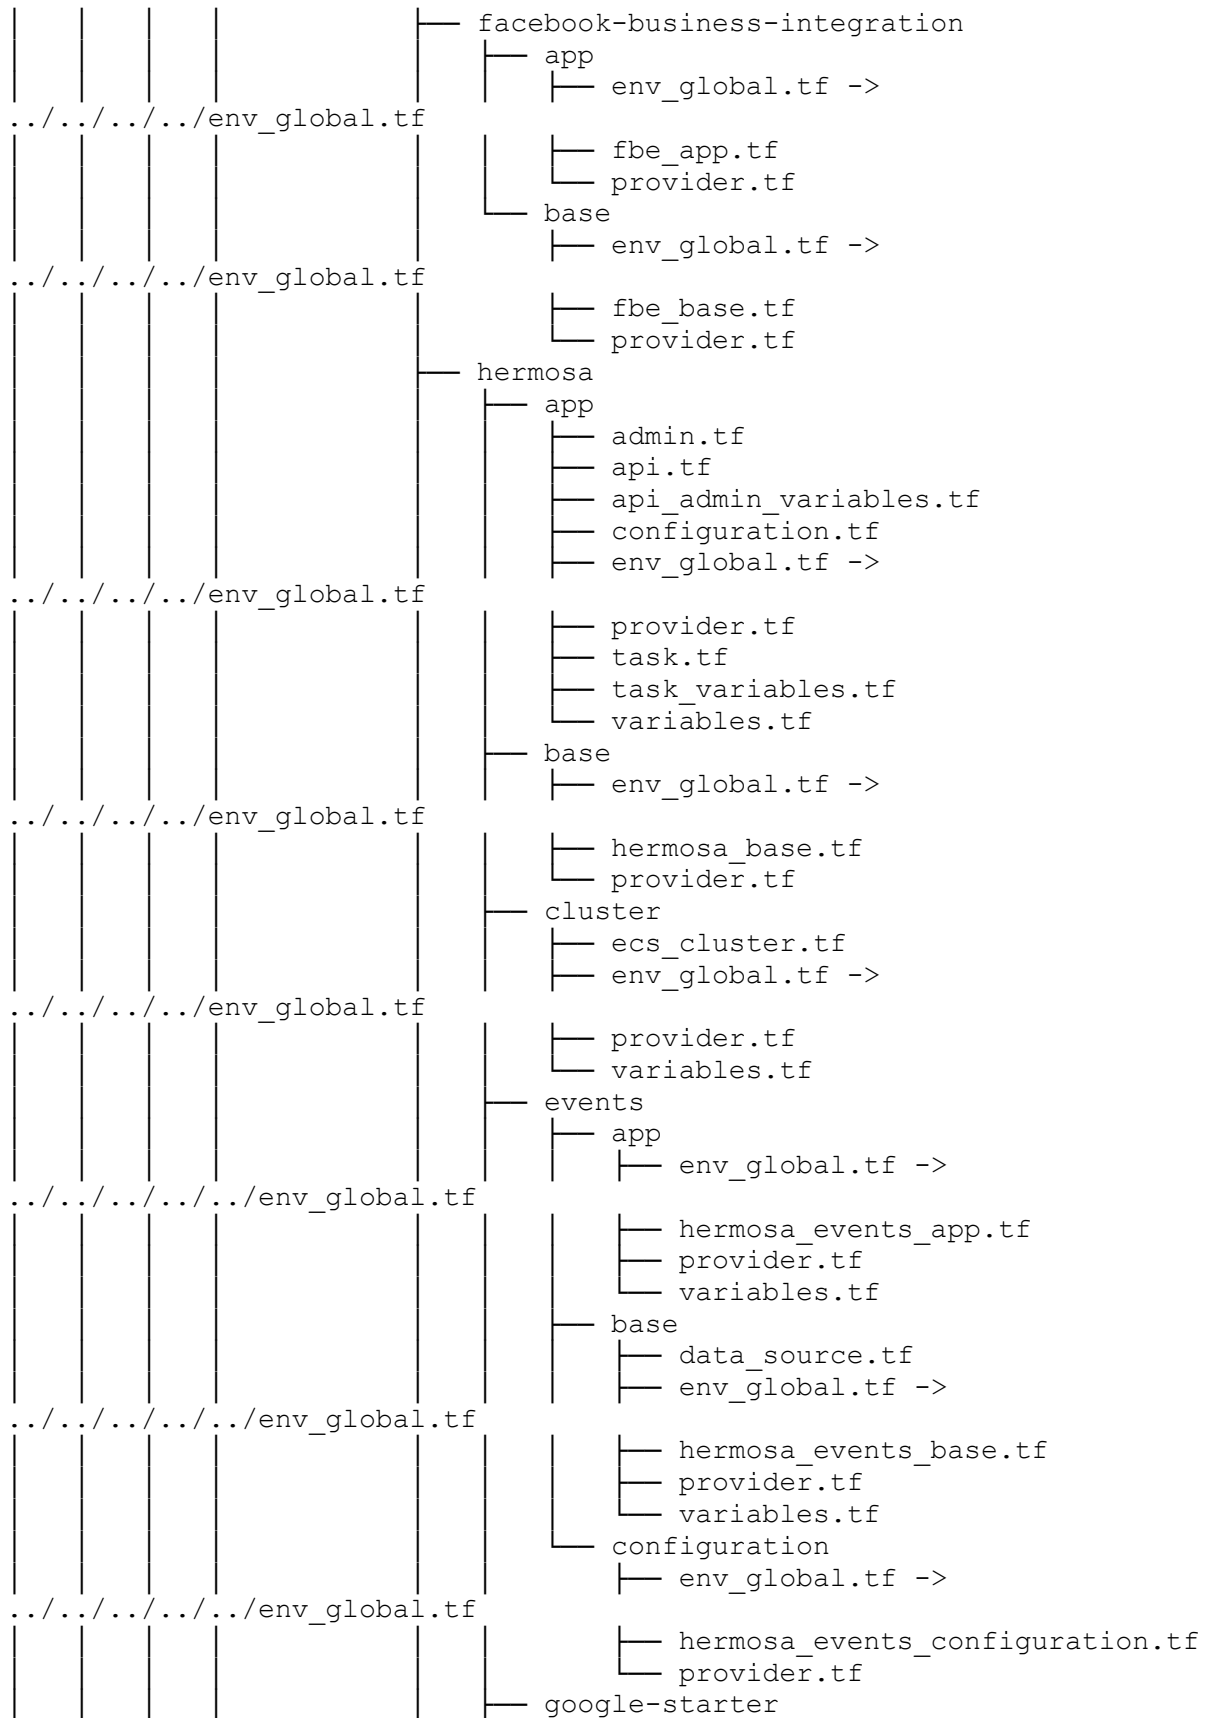 │   │   │   │           ├── facebook-business-integration
│   │   │   │           │   ├── app
│   │   │   │           │   │   ├── env_global.tf ->
../../../../env_global.tf
│   │   │   │           │   │   ├── fbe_app.tf
│   │   │   │           │   │   └── provider.tf
│   │   │   │           │   └── base
│   │   │   │           │       ├── env_global.tf ->
../../../../env_global.tf
│   │   │   │           │       ├── fbe_base.tf
│   │   │   │           │       └── provider.tf
│   │   │   │           ├── hermosa
│   │   │   │           │   ├── app
│   │   │   │           │   │   ├── admin.tf
│   │   │   │           │   │   ├── api.tf
│   │   │   │           │   │   ├── api_admin_variables.tf
│   │   │   │           │   │   ├── configuration.tf
│   │   │   │           │   │   ├── env_global.tf ->
../../../../env_global.tf
│   │   │   │           │   │   ├── provider.tf
│   │   │   │           │   │   ├── task.tf
│   │   │   │           │   │   ├── task_variables.tf
│   │   │   │           │   │   └── variables.tf
│   │   │   │           │   ├── base
│   │   │   │           │   │   ├── env_global.tf ->
../../../../env_global.tf
│   │   │   │           │   │   ├── hermosa_base.tf
│   │   │   │           │   │   └── provider.tf
│   │   │   │           │   ├── cluster
│   │   │   │           │   │   ├── ecs_cluster.tf
│   │   │   │           │   │   ├── env_global.tf ->
../../../../env_global.tf
│   │   │   │           │   │   ├── provider.tf
│   │   │   │           │   │   └── variables.tf
│   │   │   │           │   ├── events
│   │   │   │           │   │   ├── app
│   │   │   │           │   │   │   ├── env_global.tf ->
../../../../../env_global.tf
│   │   │   │           │   │   │   ├── hermosa_events_app.tf
│   │   │   │           │   │   │   ├── provider.tf
│   │   │   │           │   │   │   └── variables.tf
│   │   │   │           │   │   ├── base
│   │   │   │           │   │   │   ├── data_source.tf
│   │   │   │           │   │   │   ├── env_global.tf ->
../../../../../env_global.tf
│   │   │   │           │   │   │   ├── hermosa_events_base.tf
│   │   │   │           │   │   │   ├── provider.tf
│   │   │   │           │   │   │   └── variables.tf
│   │   │   │           │   │   └── configuration
│   │   │   │           │   │       ├── env_global.tf ->
../../../../../env_global.tf
│   │   │   │           │   │       ├── hermosa_events_configuration.tf
│   │   │   │           │   │       └── provider.tf
│   │   │   │           │   ├── google-starter